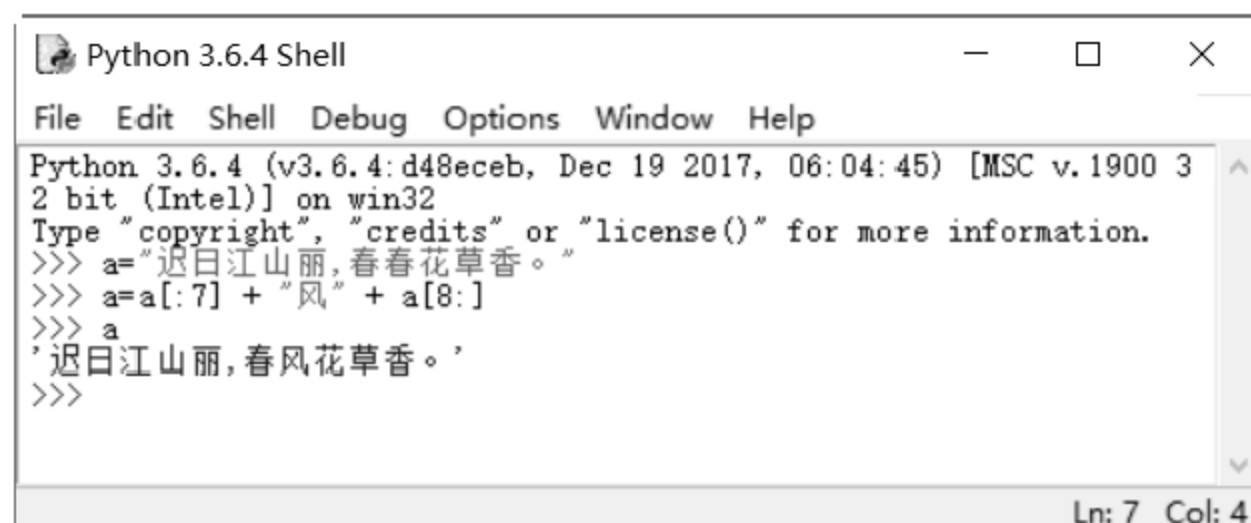 Python 3.6.4 Shell
File Edit Shell Debug Options Window Help
Python 3.6.4 (v3.6.4:d48eceb, Dec 19 2017, 06:04:45) [MSC v.1900 3
2 bit (Intel)] on win32
Type "copyright", "credits" or "license()" for more information.
>>> a="迟日江山丽,春春花草香。"
>>> a=a[:7] + "风" + a[8:]
>>> a
'迟日江山丽,春风花草香。'
>>>
Ln: 7 Col: 4